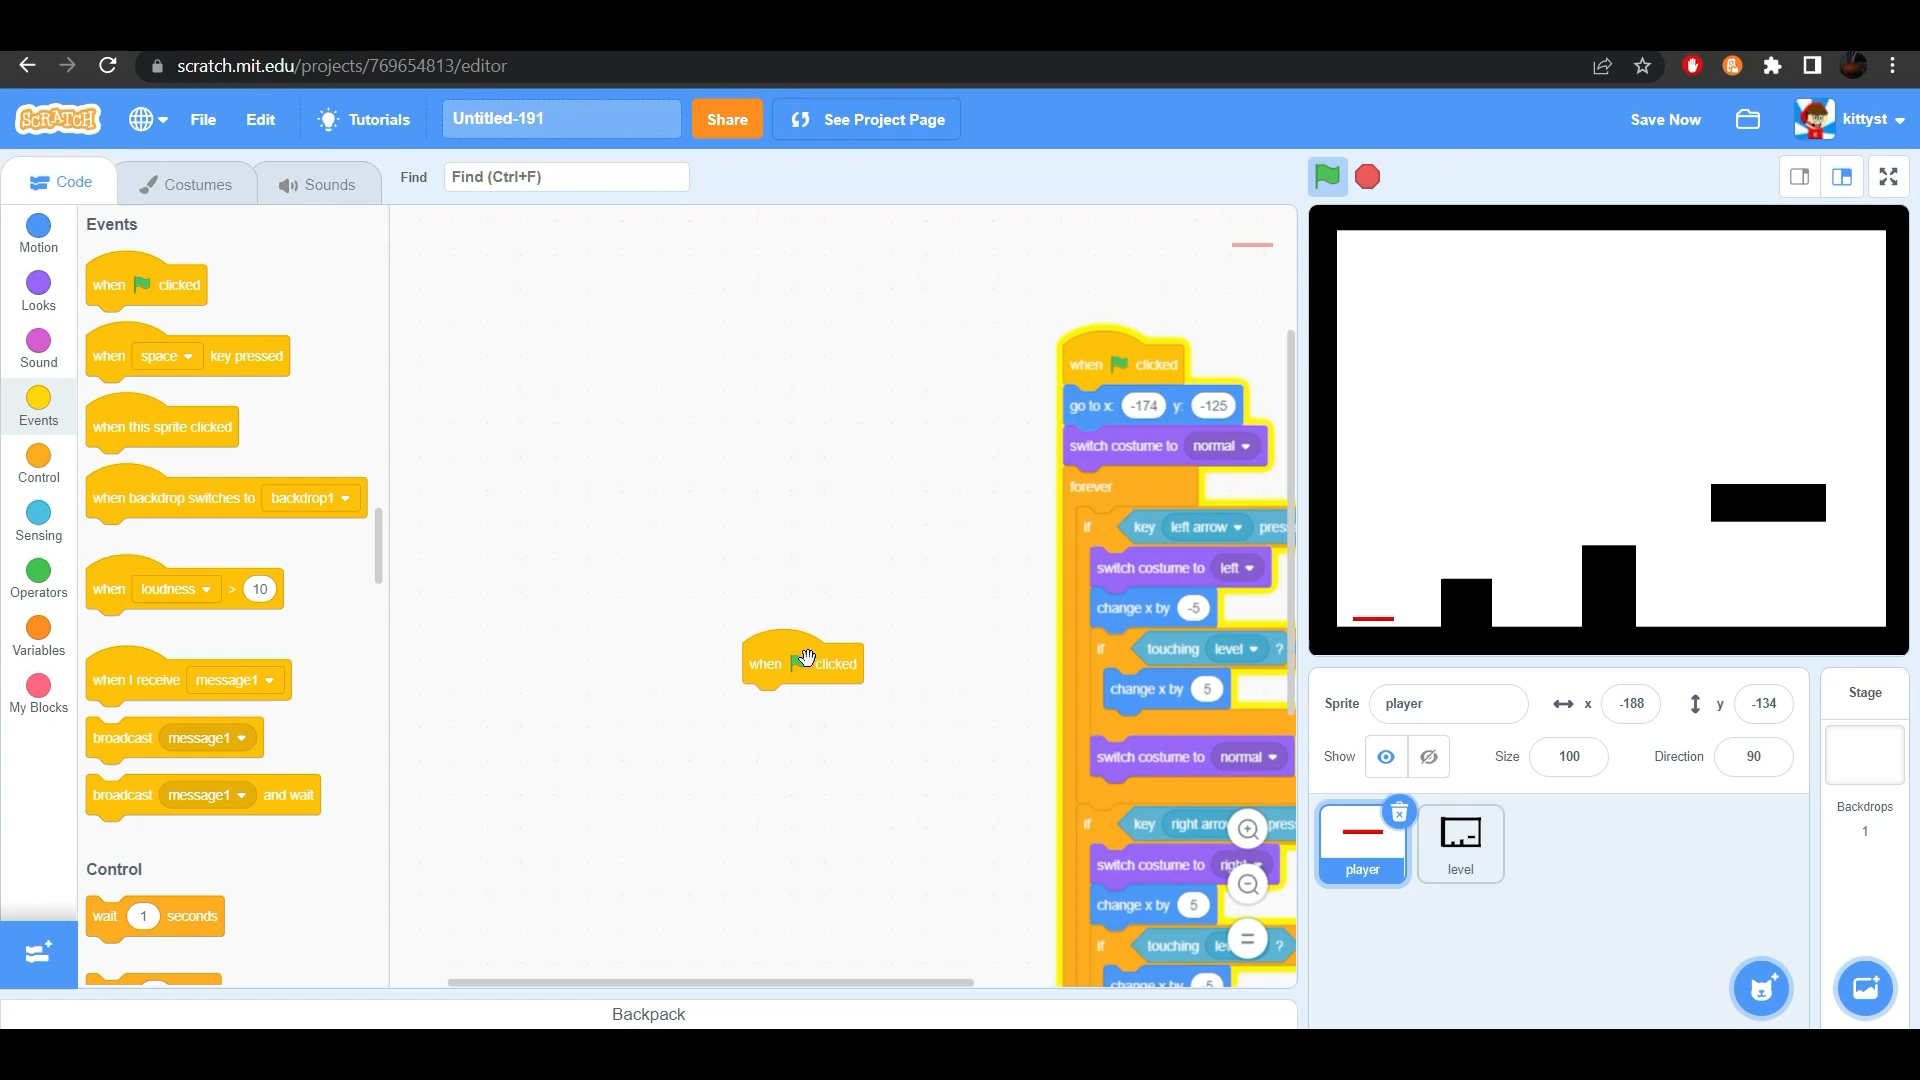 scratch.mit.edu/projects/769654813/editor
SCRATCH File Edit Tutorials Untitled-191 Share See Project Page Save Now kittyst
Code Costumes Sounds Find Find (Ctrl+F)
Motion
Looks
Sound
Events
Control
Sensing
Operators
Variables
My Blocks
Events
when clicked
when space key pressed
when this sprite clicked
when backdrop switches to backdrop1
when loudness > 10
when I receive message1
broadcast message1
broadcast message1 and wait
Control
wait 1 seconds
when clicked
when clicked
go to x: -174 y: -125
switch costume to normal
forever
if key left arrow
switch costume to left
change x by -5
if touching level ?
change x by 5
switch costume to normal
if key right
switch costume to
change x by 5
if touching ?
change x by -5
Backpack
Sprite player x -188 y -134
Show Size 100 Direction 90
player
level
Stage
Backdrops
1